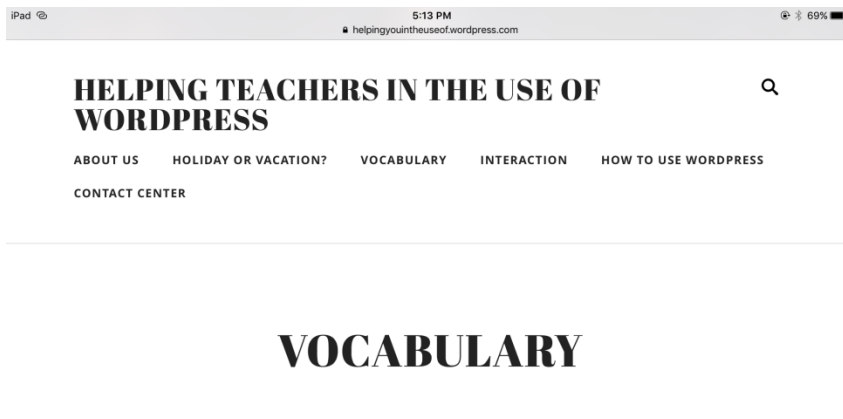 iPad 5:13 PM 69%
helpingyouintheuseof.wordpress.com
HELPING TEACHERS IN THE USE OF
WORDPRESS
ABOUT US HOLIDAY OR VACATION? VOCABULARY INTERACTION HOW TO USE WORDPRESS
CONTACT CENTER
VOCABULARY